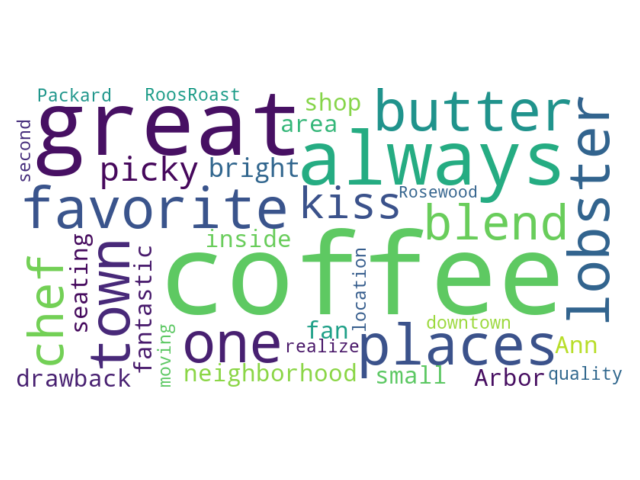 Packard
RoosRoast
great
shop
butter
lobster
second
area
always
picky
bright
favorite
kiss
Rosewood
blend
inside
coffee
chef
seating
town
fantastic
location
moving
one
fan
realize
places
downtown
Ann
drawback
neighborhood
small
Arbor
quality